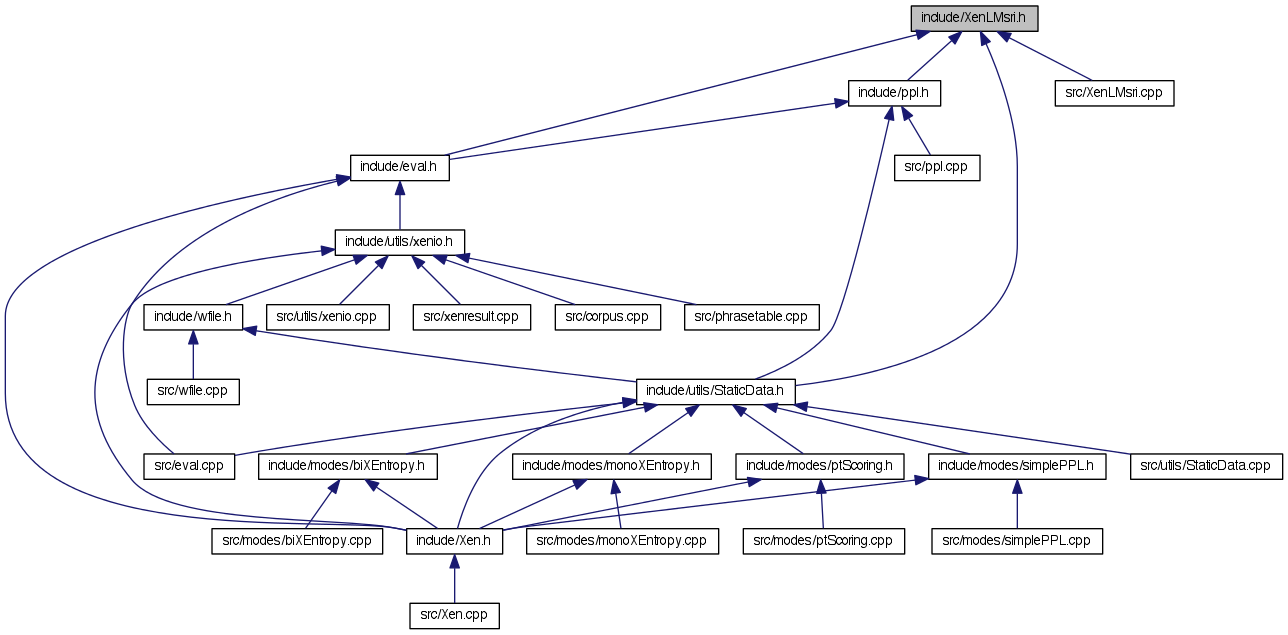 include/XenLMsri.h
include/ppl.h
src/XenLMsri.cpp
include/eval.h
src/ppl.cpp
include/utils/xenio.h
include/wfile.h
src/utils/xenio.cpp
src/xenresult.cpp
src/corpus.cpp
src/phrasetable.cpp
src/wfile.cpp
include/utils/StaticData.h
src/eval.cpp
include/modes/biXEntropy.h
include/modes/monoXEntropy.h
include/modes/ptScoring.h
include/modes/simplePPL.h
src/utils/StaticData.cpp
src/modes/biXEntropy.cpp
include/Xen.h
src/modes/monoXEntropy.cpp
src/modes/ptScoring.cpp
src/modes/simplePPL.cpp
src/Xen.cpp